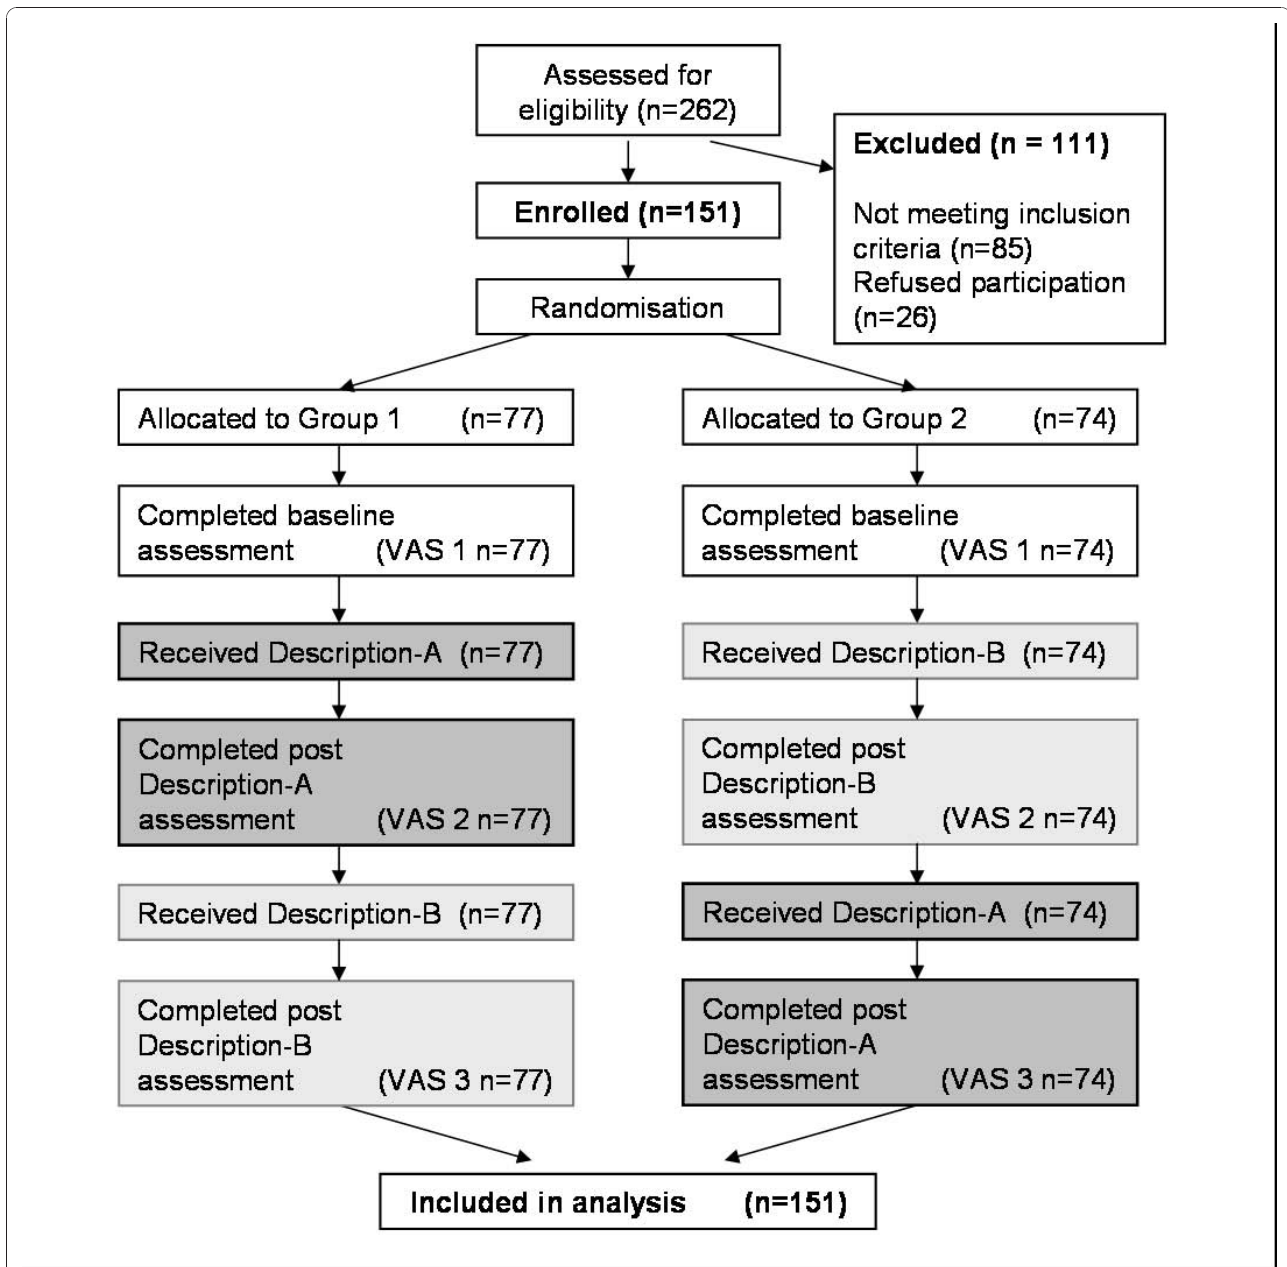 Assessed for
eligibility (n=262)
Excluded (n = 111)
Not meeting inclusion
criteria (n=85)
Refused participation
(n=26)
Enrolled (n=151)
Randomisation
Allocated to Group 1 (n=77)
Completed baseline
assessment (VAS 1 n=77)
Received Description-A (n=77)
Completed post
Description-A
assessment (VAS 2 n=77)
Received Description-B (n=77)
Completed post
Description-B
assessment (VAS 3 n=77)
Allocated to Group 2 (n=74)
Completed baseline
assessment (VAS 1 n=74)
Received Description-B (n=74)
Completed post
Description-B
assessment (VAS 2 n=74)
Received Description-A (n=74)
Completed post
Description-A
assessment (VAS 3 n=74)
Included in analysis (n=151)